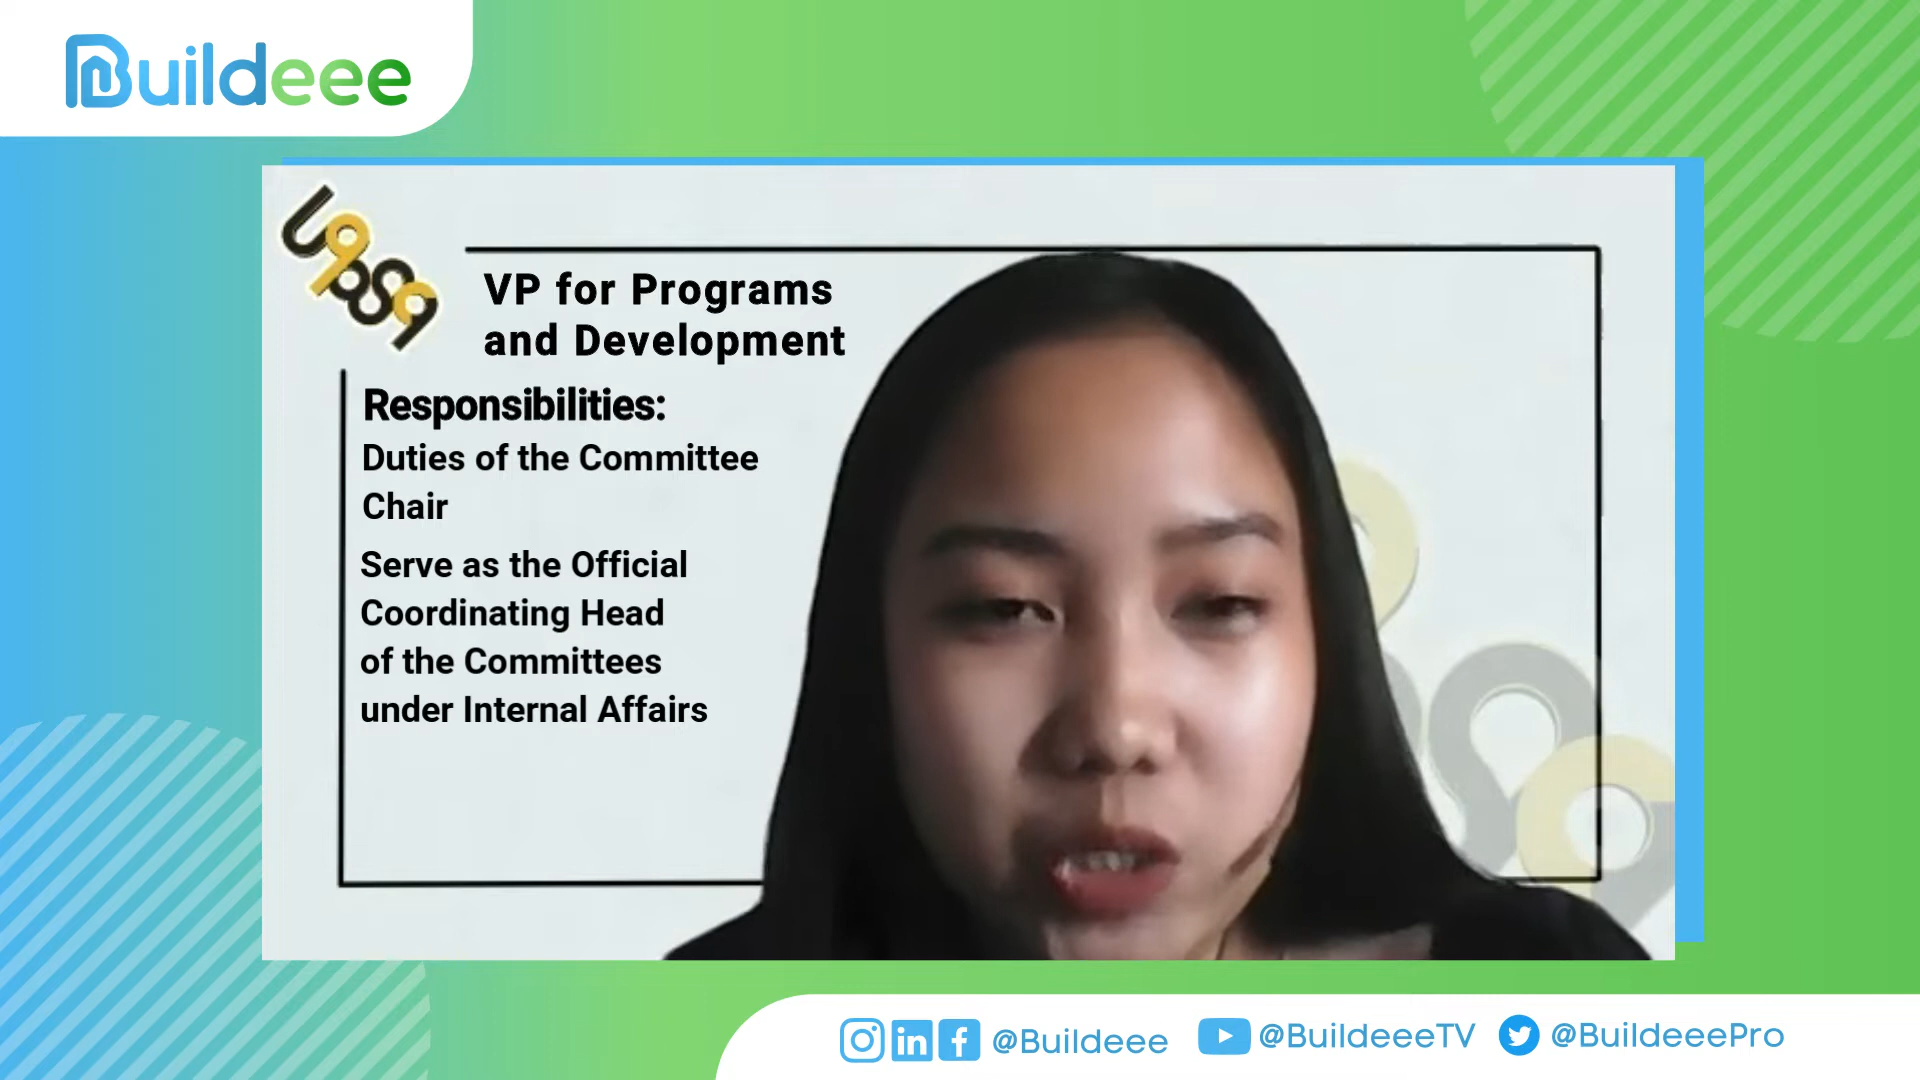 Buildeee
VP for Programs
and Development
Responsibilities:
Duties of the Committee
Chair
Serve as the Official
Coordinating Head
of the Committees
under Internal Affairs
@Buildeee
@BuildeeeTV
@BuildeeePro